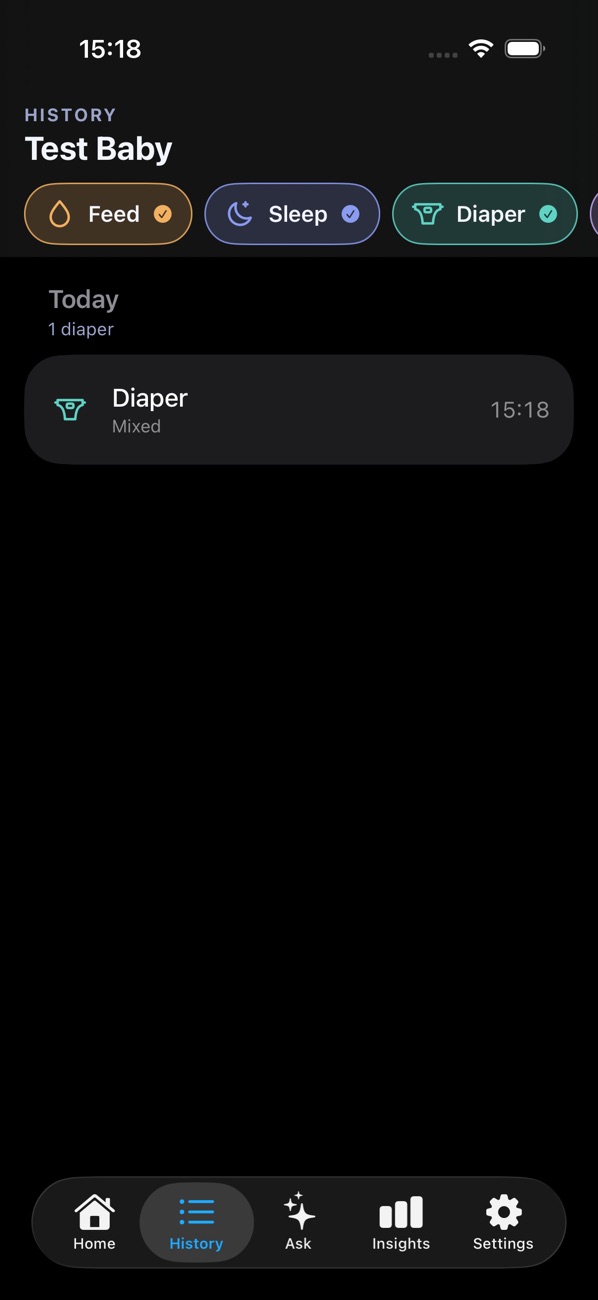 15:18
HISTORY
Test Baby
Feed
Sleep
Diaper
Today
1 diaper
Diaper
Mixed
15:18
Home
History
Ask
Insights
Settings